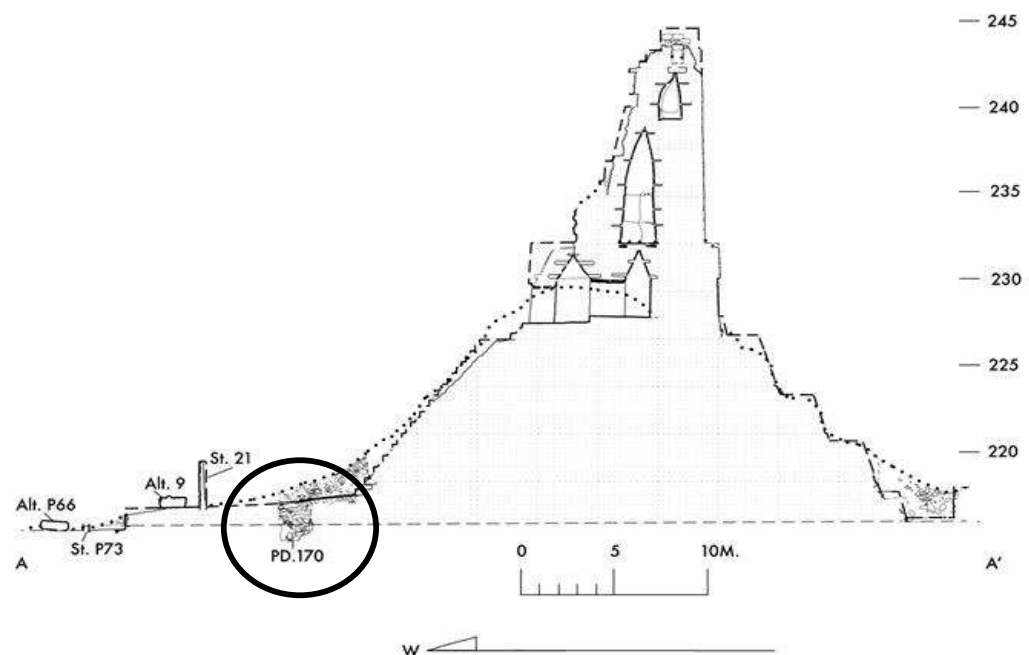 245
240
235
230
225
220
St. 21
Alt. 9
Alt. P66
St. P73
PD.170
A
A'
0 5 10M.
W